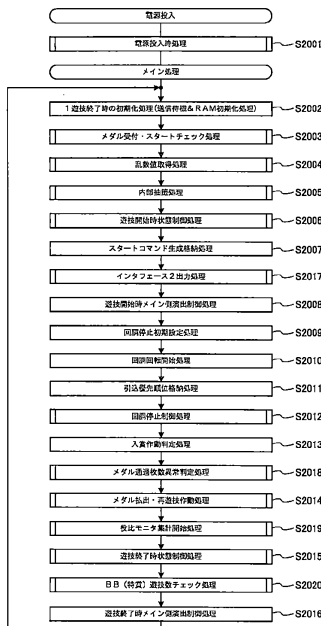 電源投入
電源投入時処理 S2001
メイン処理
1遊技終了時の初期化処理(送信待機&RAM初期化処理) S2002
メダル受付・スタートチェック処理 S2003
乱数値取得処理 S2004
内部抽籤処理 S2005
遊技開始時状態制御処理 S2006
スタートコマンド生成格納処理 S2007
インタフェース2出力処理 S2017
遊技開始時メイン側演出制御処理 S2008
回胴停止初期設定処理 S2009
回胴回転開始処理 S2010
引込優先順位格納処理 S2011
回胴停止制御処理 S2012
入賞作動判定処理 S2013
メダル通過枚数異常判定処理 S2018
メダル払出・再遊技作動処理 S2014
役比モニタ集計開始処理 S2019
遊技終了時状態制御処理 S2015
BB(特賞)遊技数チェック処理 S2020
遊技終了時メイン側演出制御処理 S2016